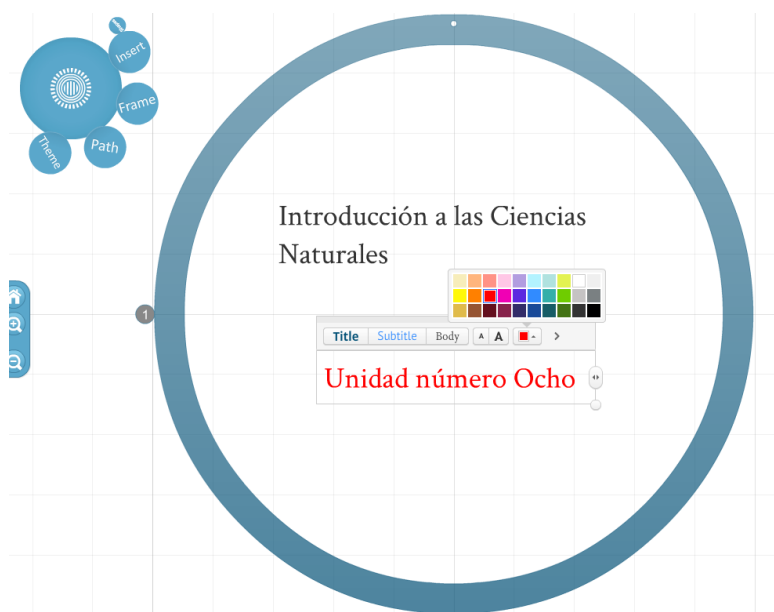 Insert
Frame
Path
Theme
Introducción a las Ciencias
Naturales
1
Title Subtitle Body A A
Unidad número Ocho